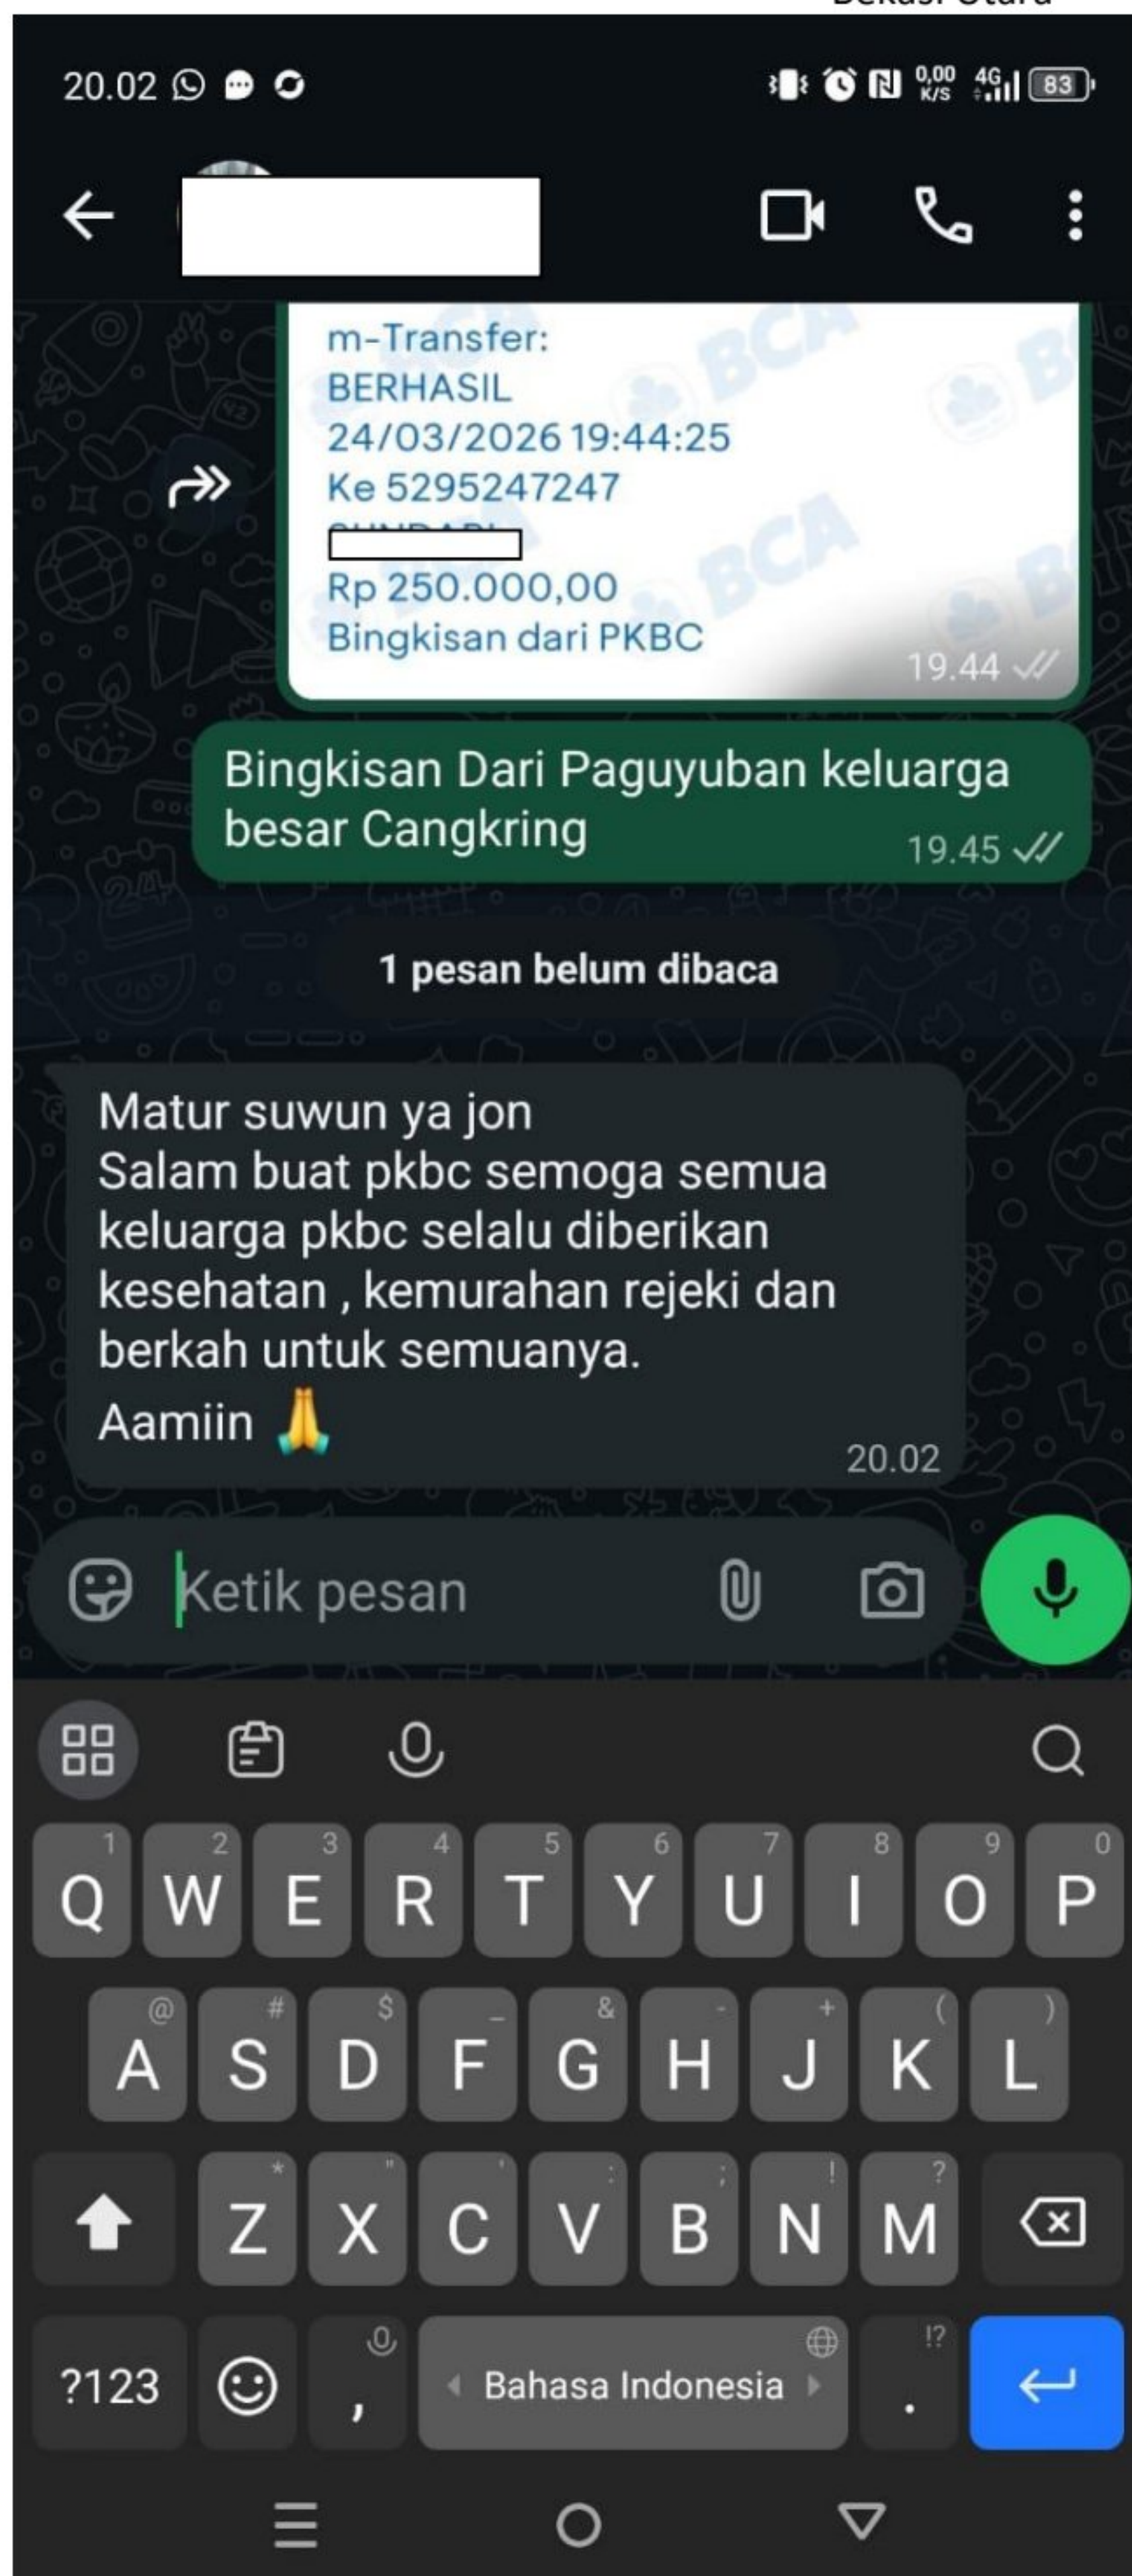 Bekasi Utara
20.02
0,00 K/S 4G 83
m-Transfer:
BERHASIL
24/03/2026 19:44:25
Ke 5295247247
Rp 250.000,00
Bingkisan dari PKBC
19.44
BCA
BCA
BCA
Bingkisan Dari Paguyuban keluarga
besar Cangkring
19.45
1 pesan belum dibaca
Matur suwun ya jon
Salam buat pkbc semoga semua
keluarga pkbc selalu diberikan
kesehatan , kemurahan rejeki dan
berkah untuk semuanya.
Aamiin 🙏
20.02
Ketik pesan
1 2 3 4 5 6 7 8 9 0
Q W E R T Y U I O P
@ # $ _ & - + ( )
A S D F G H J K L
* " ' : ; ! ?
Z X C V B N M
!?
?123 , Bahasa Indonesia .